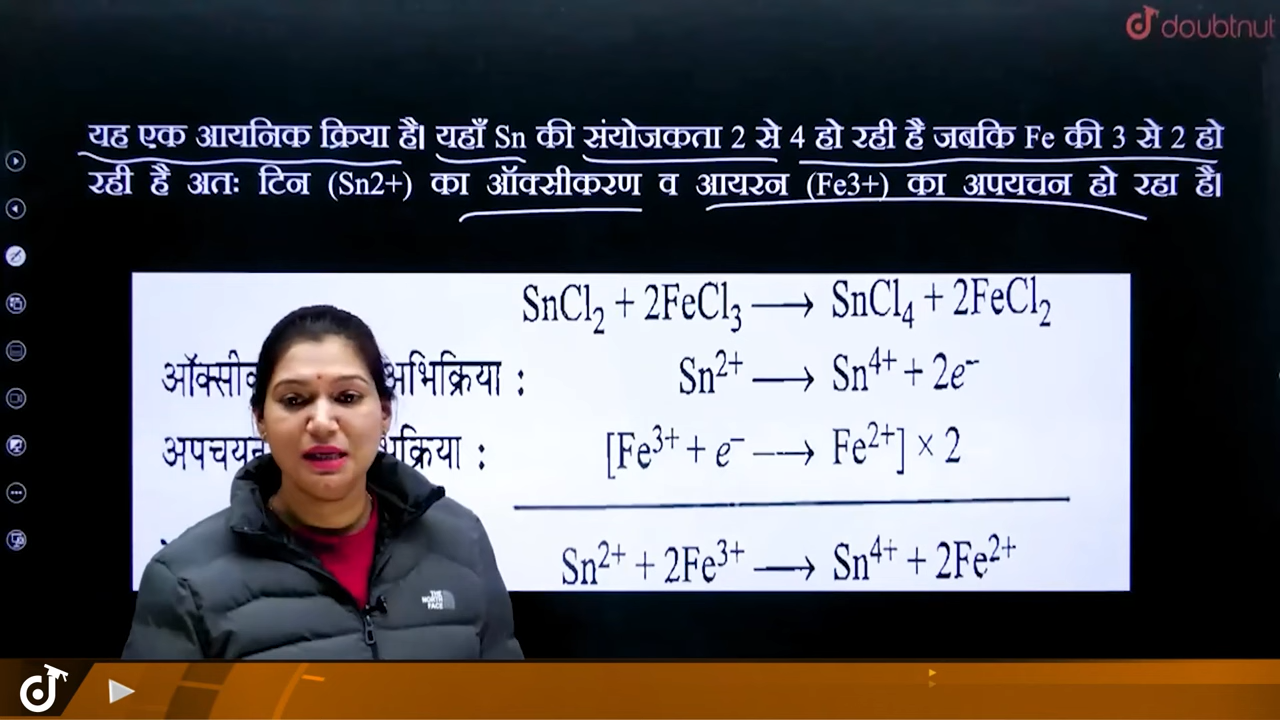 doubtnut
यह एक आयनिक क्रिया है। यहाँ Sn की संयोजकता 2 से 4 हो रही है जबकि Fe की 3 से 2 हो
रही है अतः टिन (Sn2+) का ऑक्सीकरण व आयरन (Fe3+) का अपयचन हो रहा है।
SnCl₂ + 2FeCl₃ ⟶ SnCl₄ + 2FeCl₂
अभिक्रिया : Sn²⁺ ⟶ Sn⁴⁺ + 2e⁻
[Fe³⁺ + e⁻ ⟶ Fe²⁺] × 2
Sn²⁺ + 2Fe³⁺ ⟶ Sn⁴⁺ + 2Fe²⁺
THE
NORTH
FACE